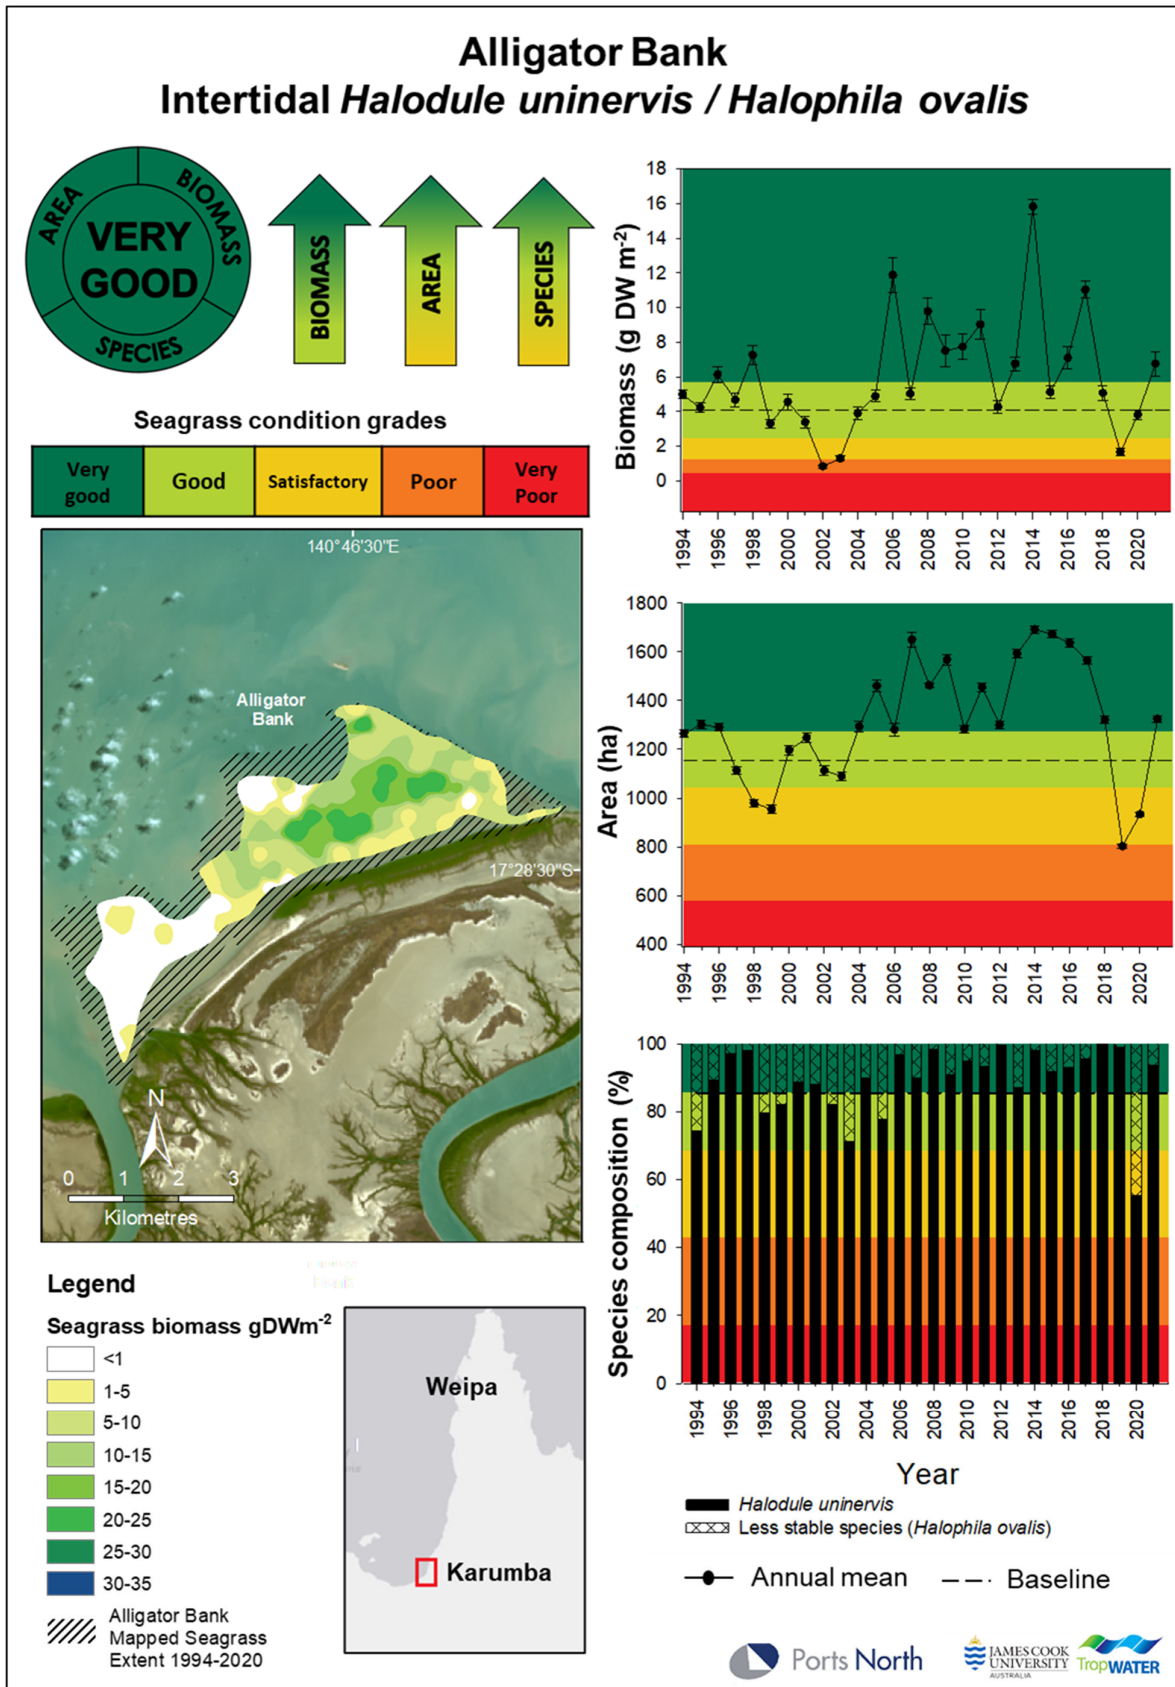 Alligator Bank
Intertidal Halodule uninervis / Halophila ovalis
AREA
BIOMASS
SPECIES
VERY
GOOD
BIOMASS
AREA
SPECIES
Seagrass condition grades
Very good
Good
Satisfactory
Poor
Very Poor
140°46'30"E
Alligator
Bank
17°28'30"S
N
0 1 2 3
Kilometres
Legend
Seagrass biomass gDWm-2
<1
1-5
5-10
10-15
15-20
20-25
25-30
30-35
Alligator Bank
Mapped Seagrass
Extent 1994-2020
Weipa
Karumba
Biomass (g DW m-2)
18
16
14
12
10
8
6
4
2
0
1994 1996 1998 2000 2002 2004 2006 2008 2010 2012 2014 2016 2018 2020
Area (ha)
1800
1600
1400
1200
1000
800
600
400
1994 1996 1998 2000 2002 2004 2006 2008 2010 2012 2014 2016 2018 2020
Species composition (%)
100
80
60
40
20
0
1994 1996 1998 2000 2002 2004 2006 2008 2010 2012 2014 2016 2018 2020
Year
Halodule uninervis
Less stable species (Halophila ovalis)
Annual mean
Baseline
Ports North
JAMES COOK
UNIVERSITY
AUSTRALIA
TropWATER